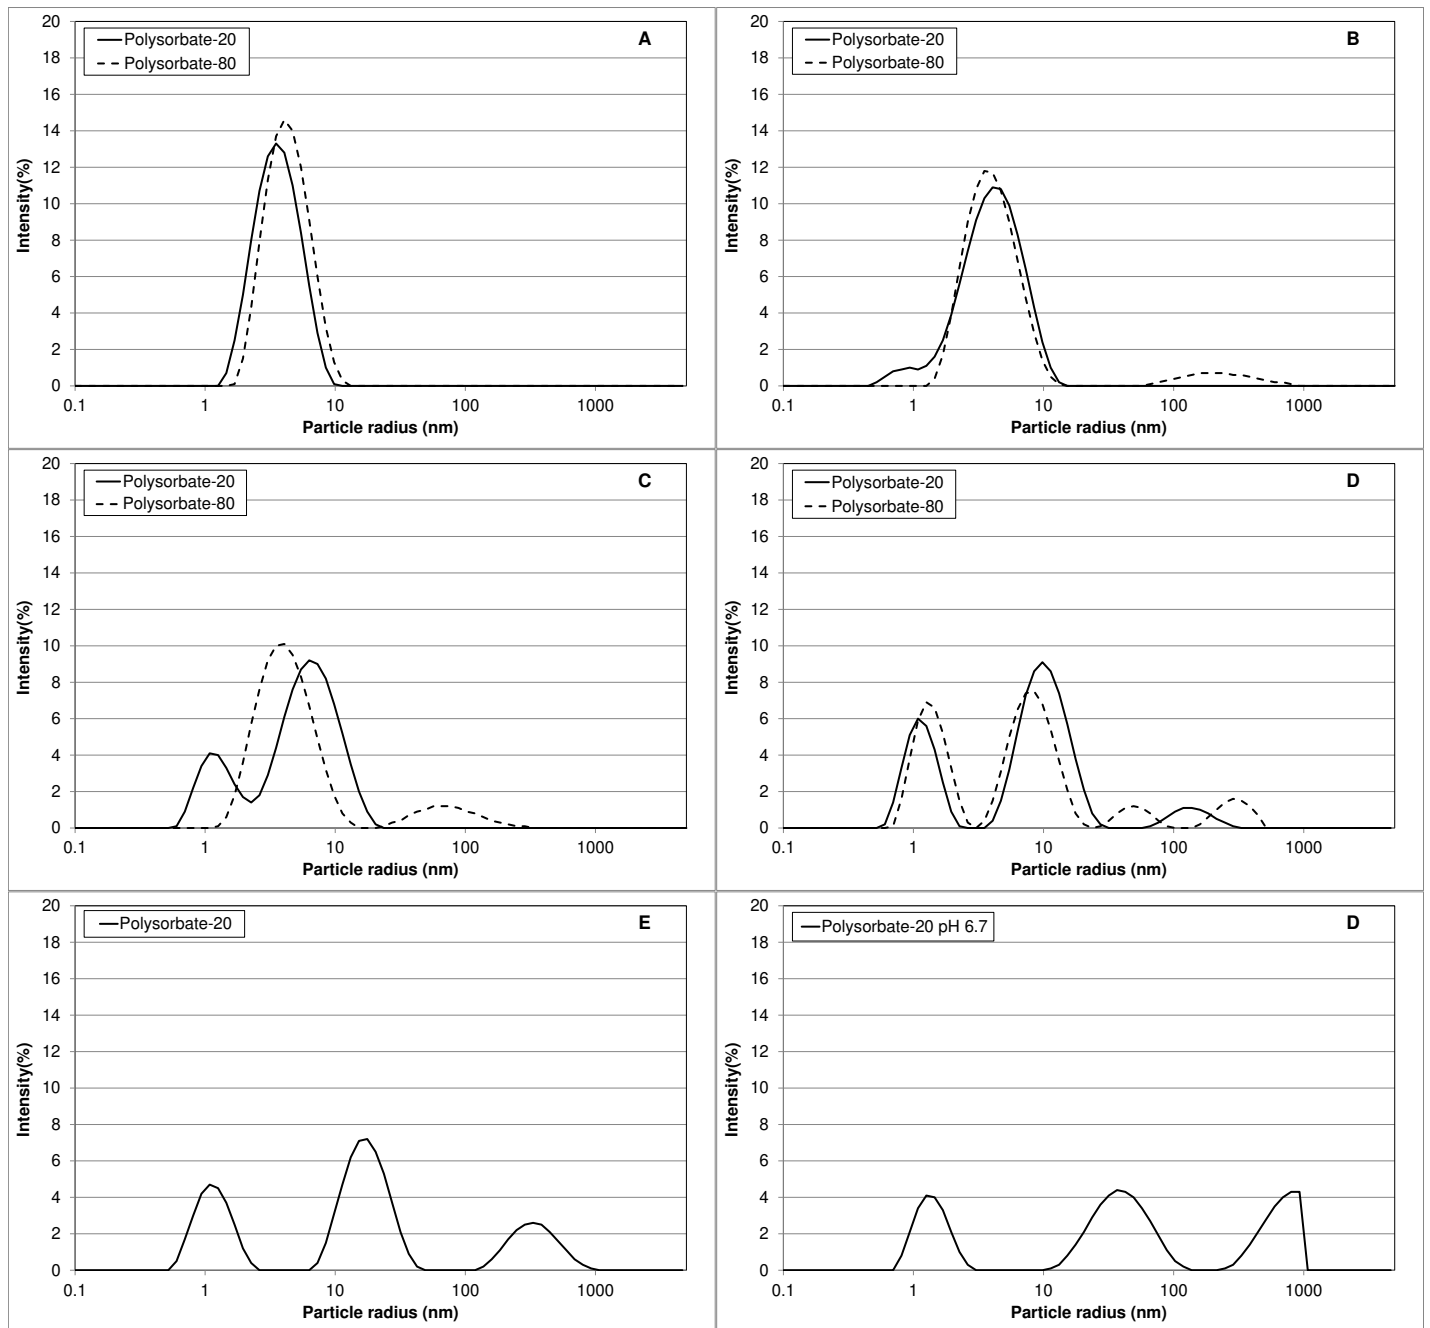 20
18
16
14
12
10
8
6
4
2
0
Intensity(%)
Polysorbate-20
Polysorbate-80
A
0.1 1 10 100 1000
Particle radius (nm)
20
18
16
14
12
10
8
6
4
2
0
Intensity(%)
Polysorbate-20
Polysorbate-80
B
0.1 1 10 100 1000
Particle radius (nm)
20
18
16
14
12
10
8
6
4
2
0
Intensity(%)
Polysorbate-20
Polysorbate-80
C
0.1 1 10 100 1000
Particle radius (nm)
20
18
16
14
12
10
8
6
4
2
0
Intensity(%)
Polysorbate-20
Polysorbate-80
D
0.1 1 10 100 1000
Particle radius (nm)
20
18
16
14
12
10
8
6
4
2
0
Intensity(%)
Polysorbate-20
E
0.1 1 10 100 1000
Particle radius (nm)
20
18
16
14
12
10
8
6
4
2
0
Intensity(%)
Polysorbate-20 pH 6.7
D
0.1 1 10 100 1000
Particle radius (nm)